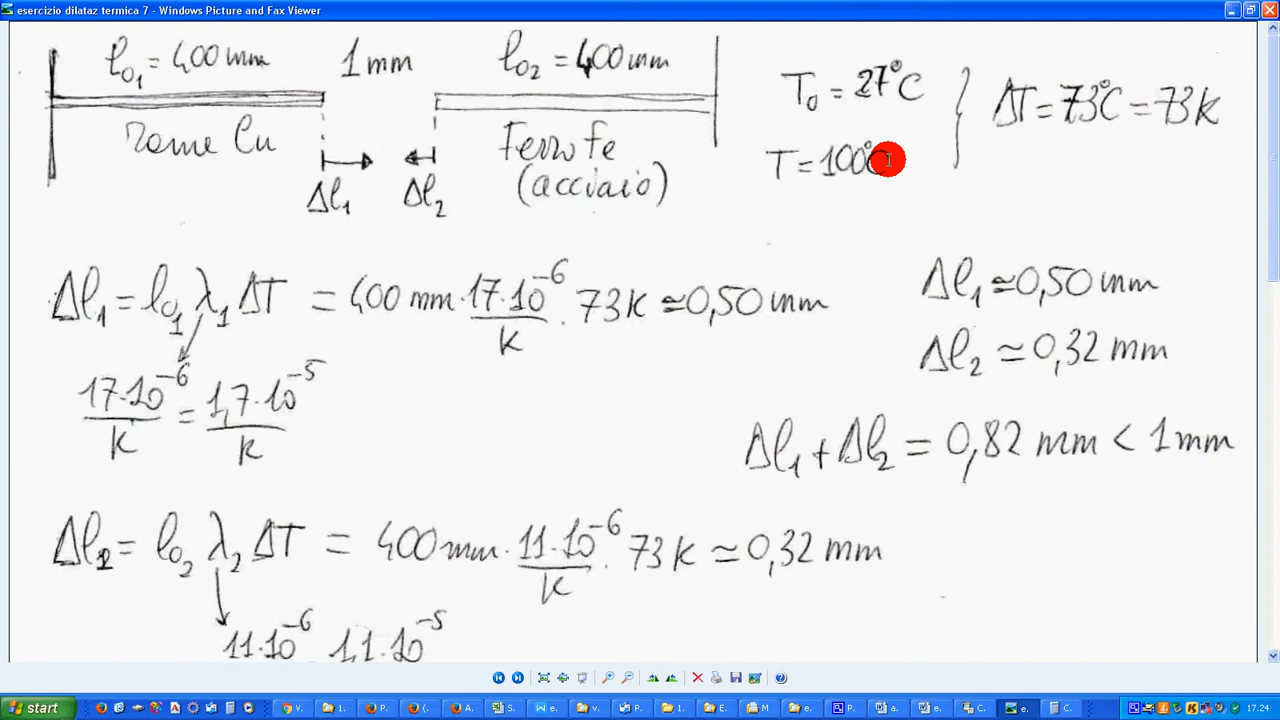 esercizio dilataz termica 7 - Windows Picture and Fax Viewer
l01 = 400 mm 1 mm l02 = 400 mm
T0 = 27°C
ΔT = 73°C = 73 K
rame Cu Ferro Fe
T = 100°C
(acciaio)
Δl1 Δl2
Δl1 = l01 λ1 ΔT = 400 mm · 17·10⁻⁶/K · 73 K ≃ 0,50 mm
Δl1 ≃ 0,50 mm
Δl2 ≃ 0,32 mm
17·10⁻⁶/K = 1,7·10⁻⁵/K
Δl1 + Δl2 = 0,82 mm < 1 mm
Δl2 = l02 λ2 ΔT = 400 mm · 11·10⁻⁶/K · 73 K ≃ 0,32 mm
11·10⁻⁶ 1,1·10⁻⁵
start V. 1. P. (. A. S. w. v. P. 1. E. M 1. P. a. e. C. e. C. 17.24